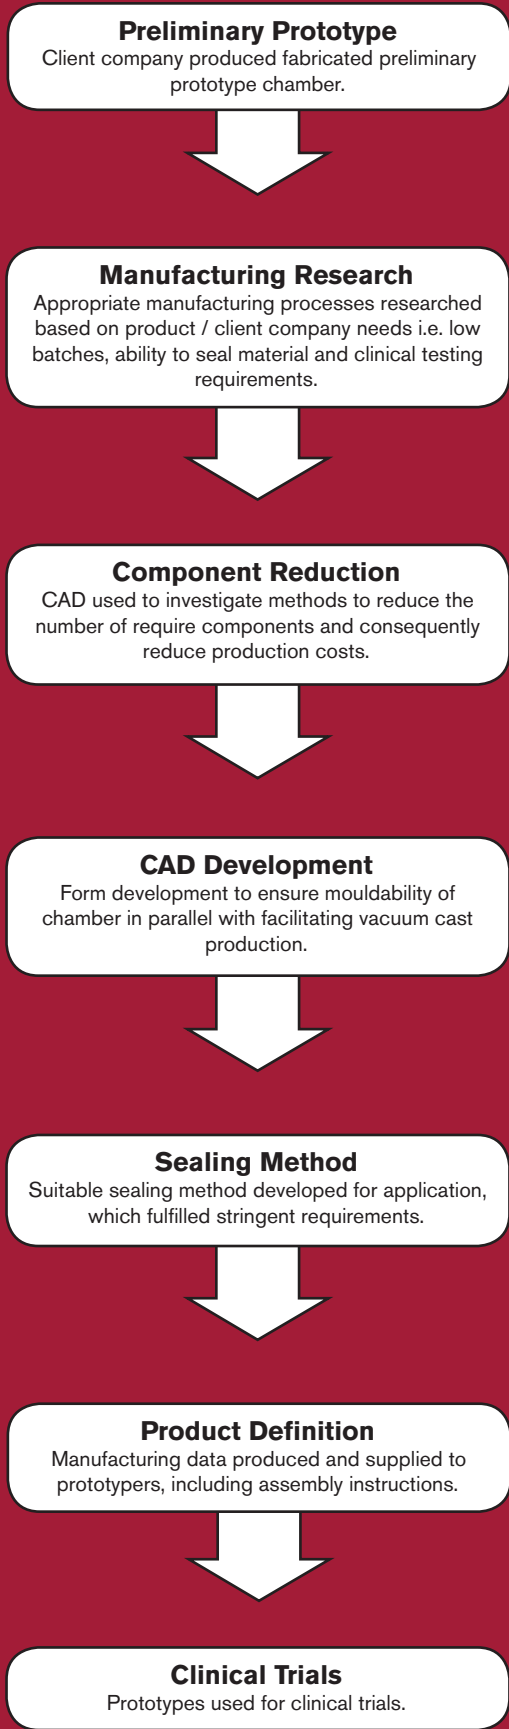 Preliminary Prototype
Client company produced fabricated preliminary
prototype chamber.
Manufacturing Research
Appropriate manufacturing processes researched
based on product / client company needs i.e. low
batches, ability to seal material and clinical testing
requirements.
Component Reduction
CAD used to investigate methods to reduce the
number of require components and consequently
reduce production costs.
CAD Development
Form development to ensure mouldability of
chamber in parallel with facilitating vacuum cast
production.
Sealing Method
Suitable sealing method developed for application,
which fulfilled stringent requirements.
Product Definition
Manufacturing data produced and supplied to
prototypers, including assembly instructions.
Clinical Trials
Prototypes used for clinical trials.